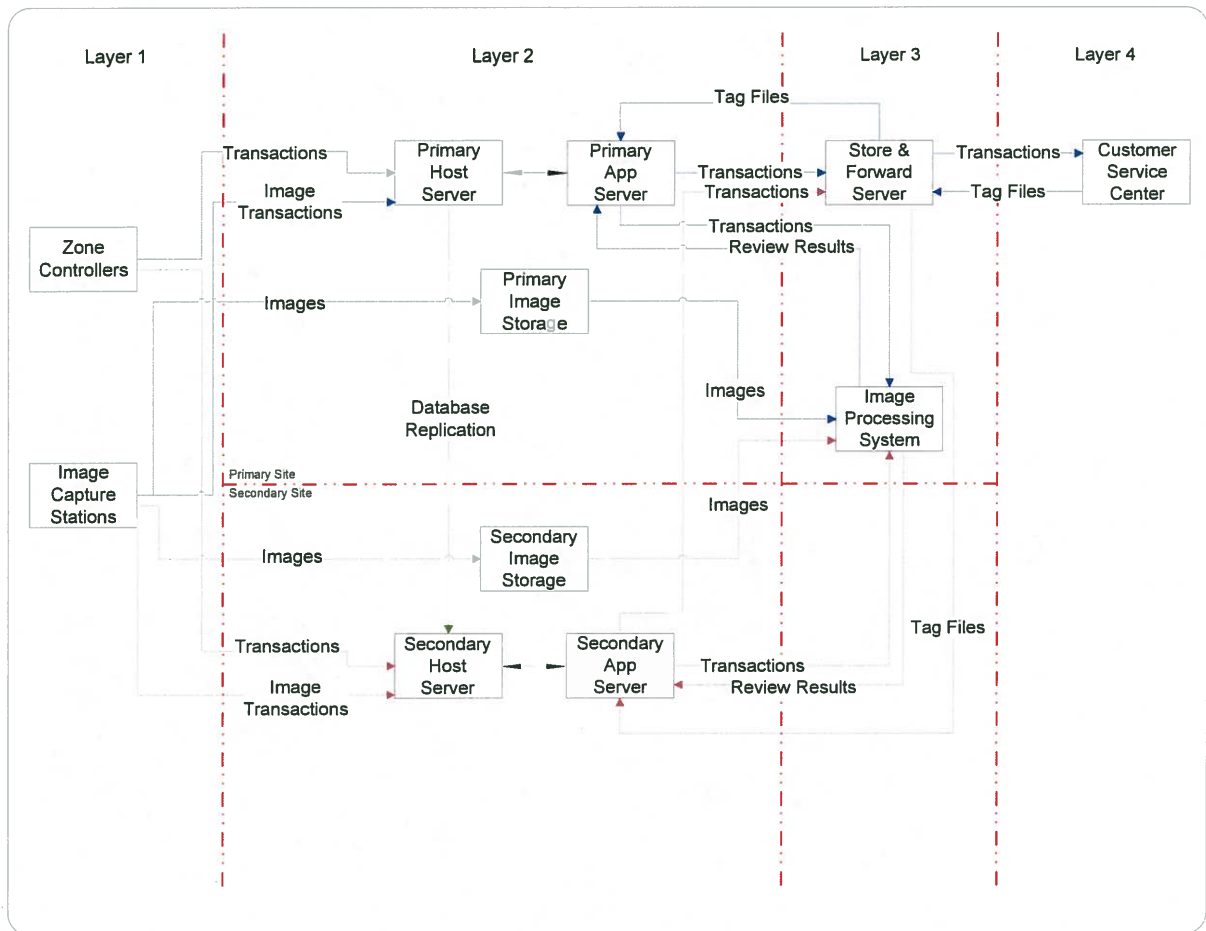 Layer 1
Layer 2
Layer 3
Layer 4
Tag Files
Transactions
Image
Transactions
Primary
Host
Server
Primary
App
Server
Transactions
Transactions
Store &
Forward
Server
Transactions
Tag Files
Customer
Service
Center
Transactions
Review Results
Zone
Controllers
Images
Primary
Image
Storage
Images
Image
Processing
System
Database
Replication
Image
Capture
Stations
Primary Site
Secondary Site
Images
Images
Secondary
Image
Storage
Transactions
Image
Transactions
Secondary
Host
Server
Secondary
App
Server
Transactions
Review Results
Tag Files